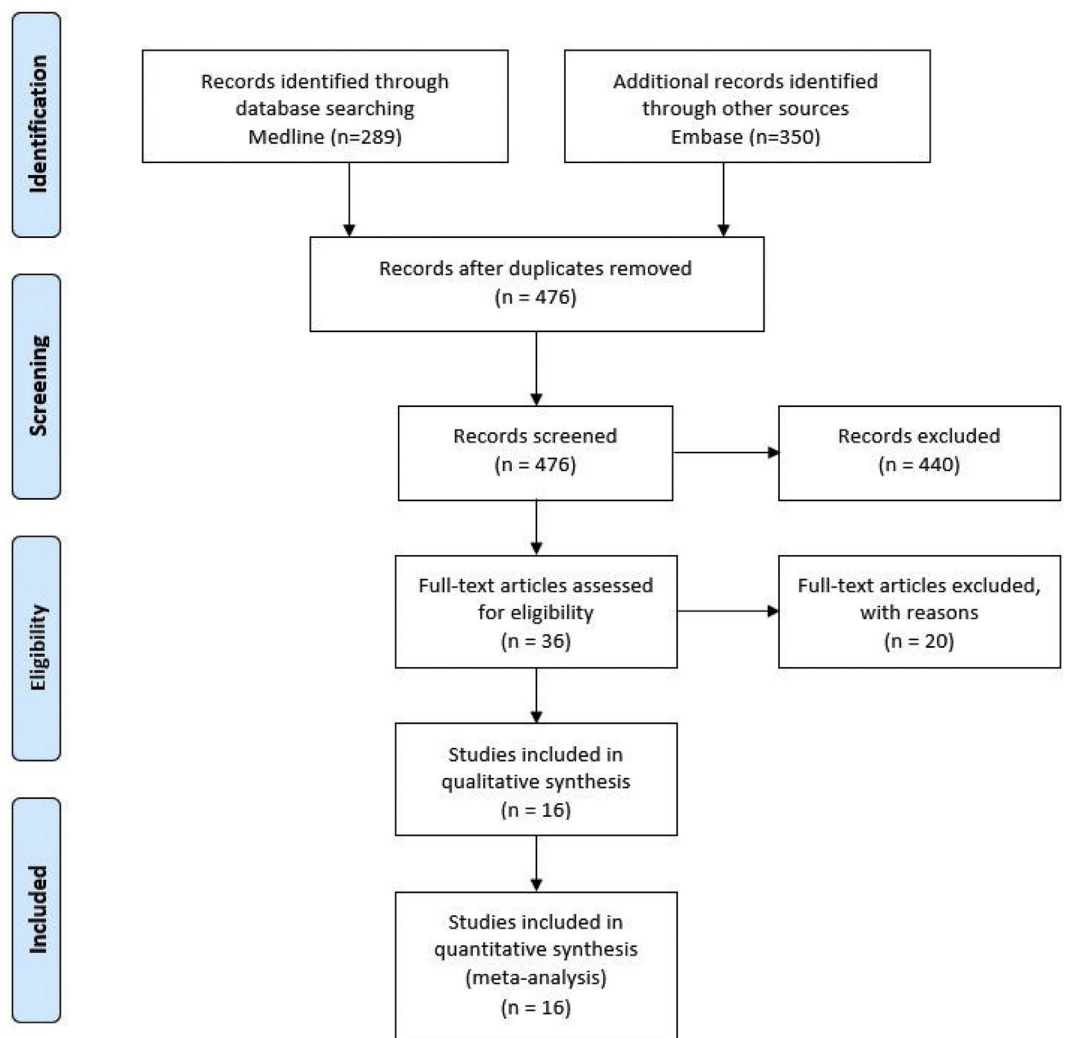 Identification
Records identified through
database searching
Medline (n=289)
Additional records identified
through other sources
Embase (n=350)
Records after duplicates removed
(n = 476)
Screening
Records screened
(n = 476)
Records excluded
(n = 440)
Eligibility
Full-text articles assessed
for eligibility
(n = 36)
Full-text articles excluded,
with reasons
(n = 20)
Studies included in
qualitative synthesis
(n = 16)
Included
Studies included in
quantitative synthesis
(meta-analysis)
(n = 16)